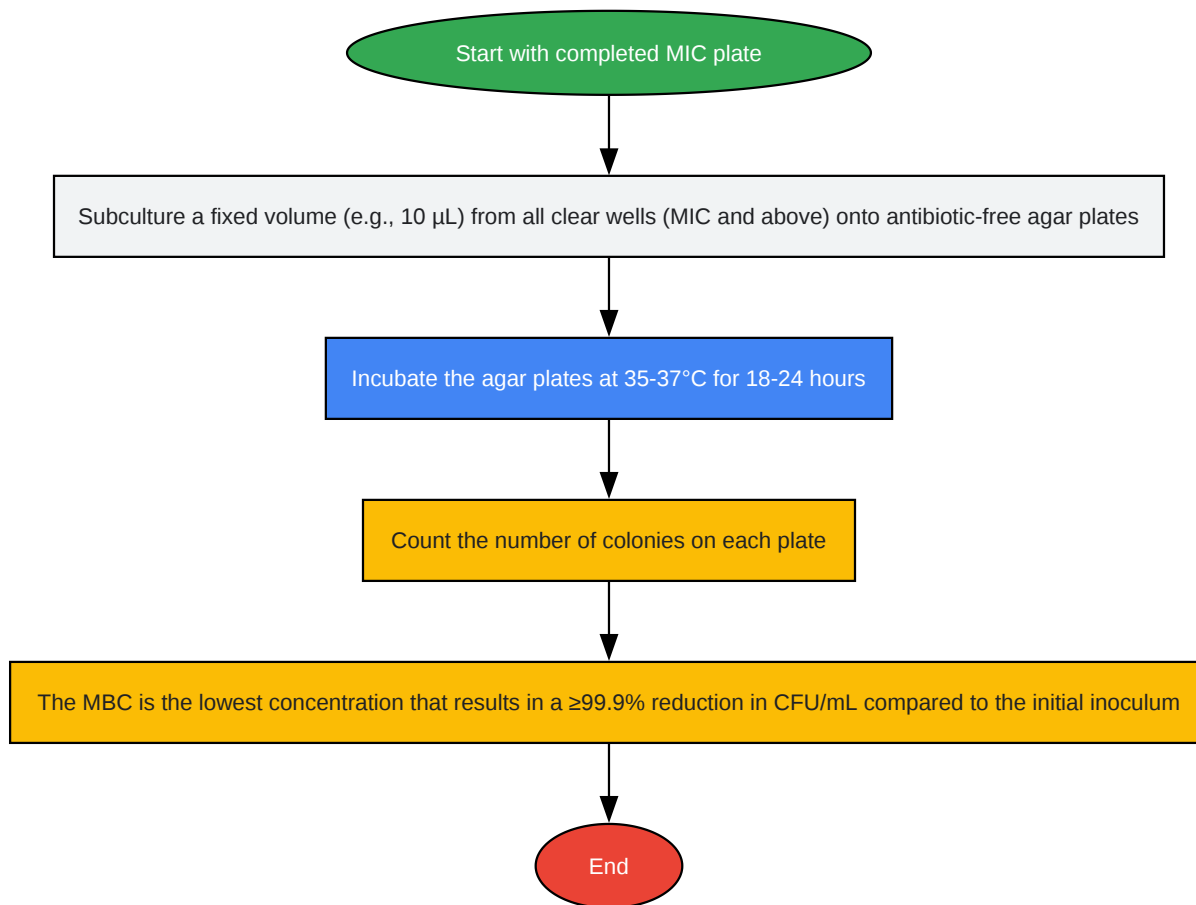 Start with completed MIC plate
Subculture a fixed volume (e.g., 10 µL) from all clear wells (MIC and above) onto antibiotic-free agar plates
Incubate the agar plates at 35-37°C for 18-24 hours
Count the number of colonies on each plate
The MBC is the lowest concentration that results in a ≥99.9% reduction in CFU/mL compared to the initial inoculum
End